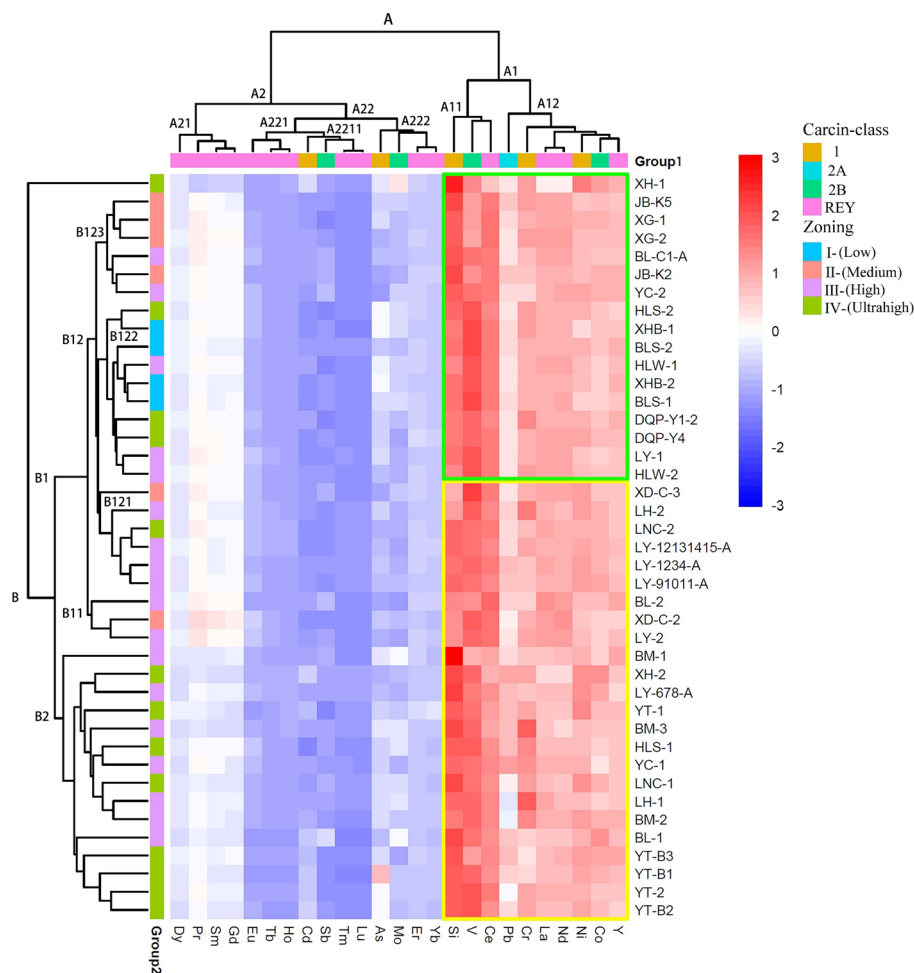 A
A1
A2
A11
A12
A21
A22
A221
A2211
A222
Group1
Carcin-class
1
2A
2B
REY
Zoning
I-(Low)
II-(Medium)
III-(High)
IV-(Ultrahigh)
3
2
1
0
-1
-2
-3
B
B1
B2
B11
B12
B121
B122
B123
XH-1
JB-K5
XG-1
XG-2
BL-C1-A
JB-K2
YC-2
HLS-2
XHB-1
BLS-2
HLW-1
XHB-2
BLS-1
DQP-Y1-2
DQP-Y4
LY-1
HLW-2
XD-C-3
LH-2
LNC-2
LY-12131415-A
LY-1234-A
LY-91011-A
BL-2
XD-C-2
LY-2
BM-1
XH-2
LY-678-A
YT-1
BM-3
HLS-1
YC-1
LNC-1
LH-1
BM-2
BL-1
YT-B3
YT-B1
YT-2
YT-B2
Group2
Dy
Pr
Sm
Gd
Eu
Tb
Ho
Cd
Sb
Tm
Lu
As
Mo
Er
Yb
Si
V
Ce
Pb
Cr
La
Nd
Ni
Co
Y